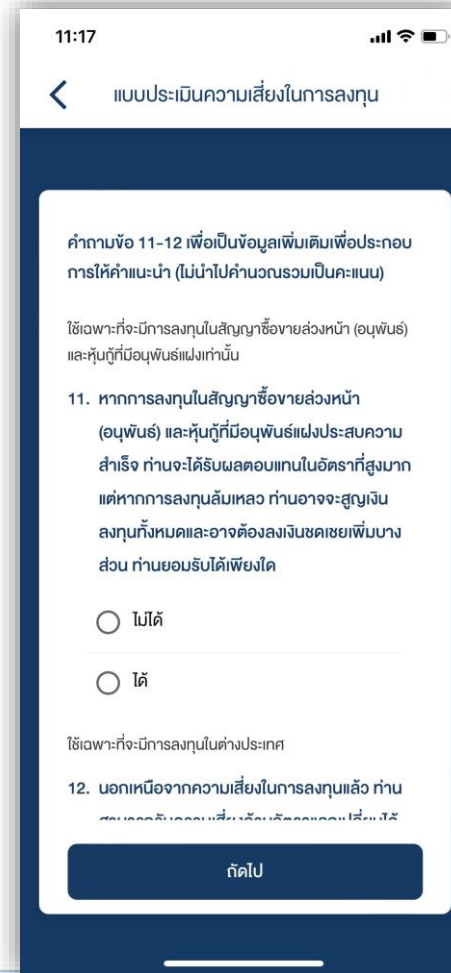 11:17
แบบประเมินความเสี่ยงในการลงทุน
คำถามข้อ 11-12 เพื่อเป็นข้อมูลเพิ่มเติมเพื่อประกอบ
การให้คำแนะนำ (ไม่นำไปคำนวณรวมเป็นคะแนน)
ใช้เฉพาะที่จะมีการลงทุนในสัญญาซื้อขายล่วงหน้า (อนุพันธ์)
และหุ้นกู้ที่มีอนุพันธ์แฝงเท่านั้น
11. หากการลงทุนในสัญญาซื้อขายล่วงหน้า
(อนุพันธ์) และหุ้นกู้ที่มีอนุพันธ์แฝงประสบความ
สำเร็จ ท่านจะได้รับผลตอบแทนในอัตราที่สูงมาก
แต่หากการลงทุนล้มเหลว ท่านอาจจะสูญเงิน
ลงทุนทั้งหมดและอาจต้องลงเงินชดเชยเพิ่มบาง
ส่วน ท่านยอมรับได้เพียงใด
ไม่ได้
ได้
ใช้เฉพาะที่จะมีการลงทุนในต่างประเทศ
12. นอกเหนือจากความเสี่ยงในการลงทุนแล้ว ท่าน
ถัดไป